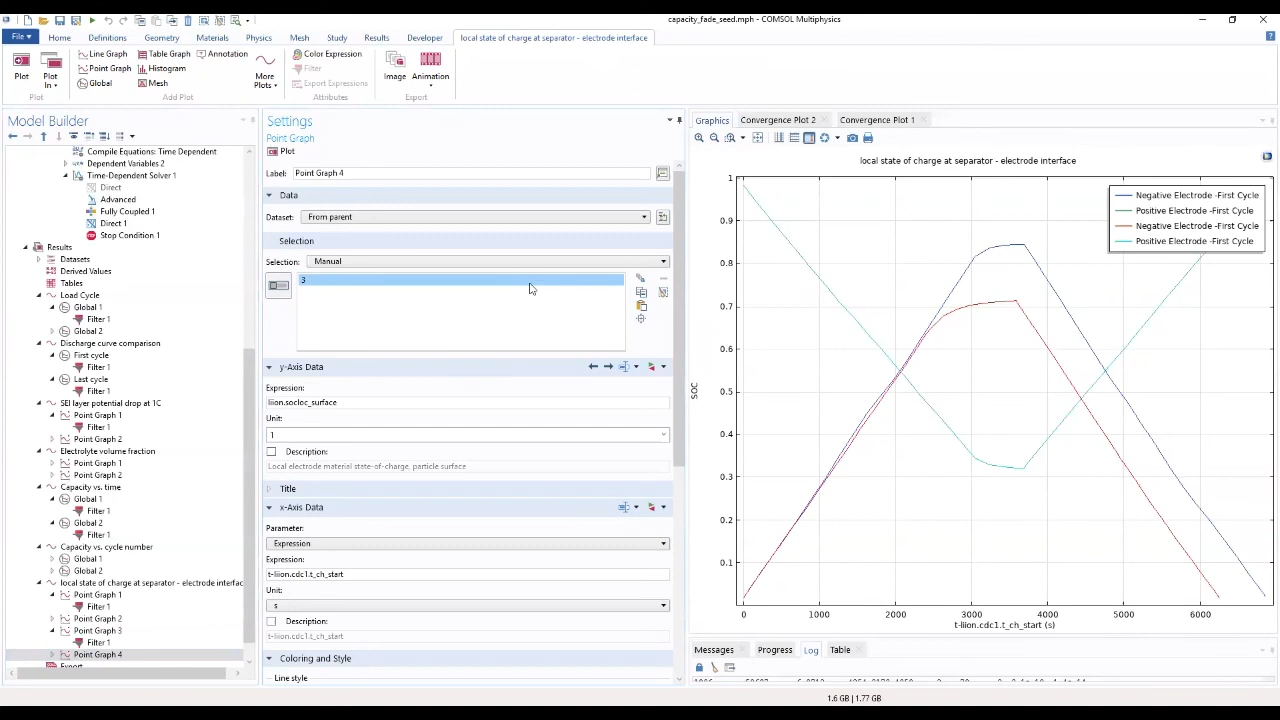 capacity_fade_seed.mph - COMSOL Multiphysics
File Home Definitions Geometry Materials Physics Mesh Study Results Developer local state of charge at separator - electrode interface
Plot
Plot In
Line Graph Table Graph Annotation
Point Graph Histogram
Global Mesh
More Plots
Color Expression
Filter
Export Expressions
Image
Animation
Plot Add Plot Attributes Export
Model Builder
Compile Equations: Time Dependent
Dependent Variables 2
Time-Dependent Solver 1
Direct
Advanced
Fully Coupled 1
Direct 1
Stop Condition 1
Results
Datasets
Derived Values
Tables
Load Cycle
Global 1
Filter 1
Global 2
Discharge curve comparison
First cycle
Filter 1
Last cycle
Filter 1
SEI layer potential drop at 1C
Point Graph 1
Filter 1
Point Graph 2
Electrolyte volume fraction
Point Graph 1
Point Graph 2
Capacity vs. time
Global 1
Filter 1
Global 2
Filter 1
Capacity vs. cycle number
Global 1
Global 2
local state of charge at separator - electrode interfac
Point Graph 1
Filter 1
Point Graph 2
Point Graph 3
Filter 1
Point Graph 4
Settings
Point Graph
Plot
Label: Point Graph 4
Data
Dataset: From parent
Selection
Selection: Manual
3
y-Axis Data
Expression:
liion.socloc_surface
Unit:
1
Description:
Local electrode material state-of-charge, particle surface
Title
x-Axis Data
Parameter:
Expression
Expression:
t-liion.cdc1.t_ch_start
Unit:
s
Description:
t-liion.cdc1.t_ch_start
Coloring and Style
Line style
Graphics Convergence Plot 2 Convergence Plot 1
local state of charge at separator - electrode interface
Negative Electrode -First Cycle
Positive Electrode -First Cycle
Negative Electrode -First Cycle
Positive Electrode -First Cycle
1
0.9
0.8
0.7
0.6
0.5
0.4
0.3
0.2
0.1
SOC
0 1000 2000 3000 4000 5000 6000
t-liion.cdc1.t_ch_start (s)
Messages Progress Log Table
1.6 GB | 1.77 GB